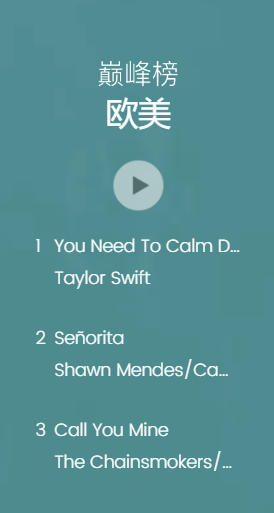 巅峰榜
欧美
1 You Need To Calm D...
Taylor Swift
2 Señorita
Shawn Mendes/Ca...
3 Call You Mine
The Chainsmokers/...